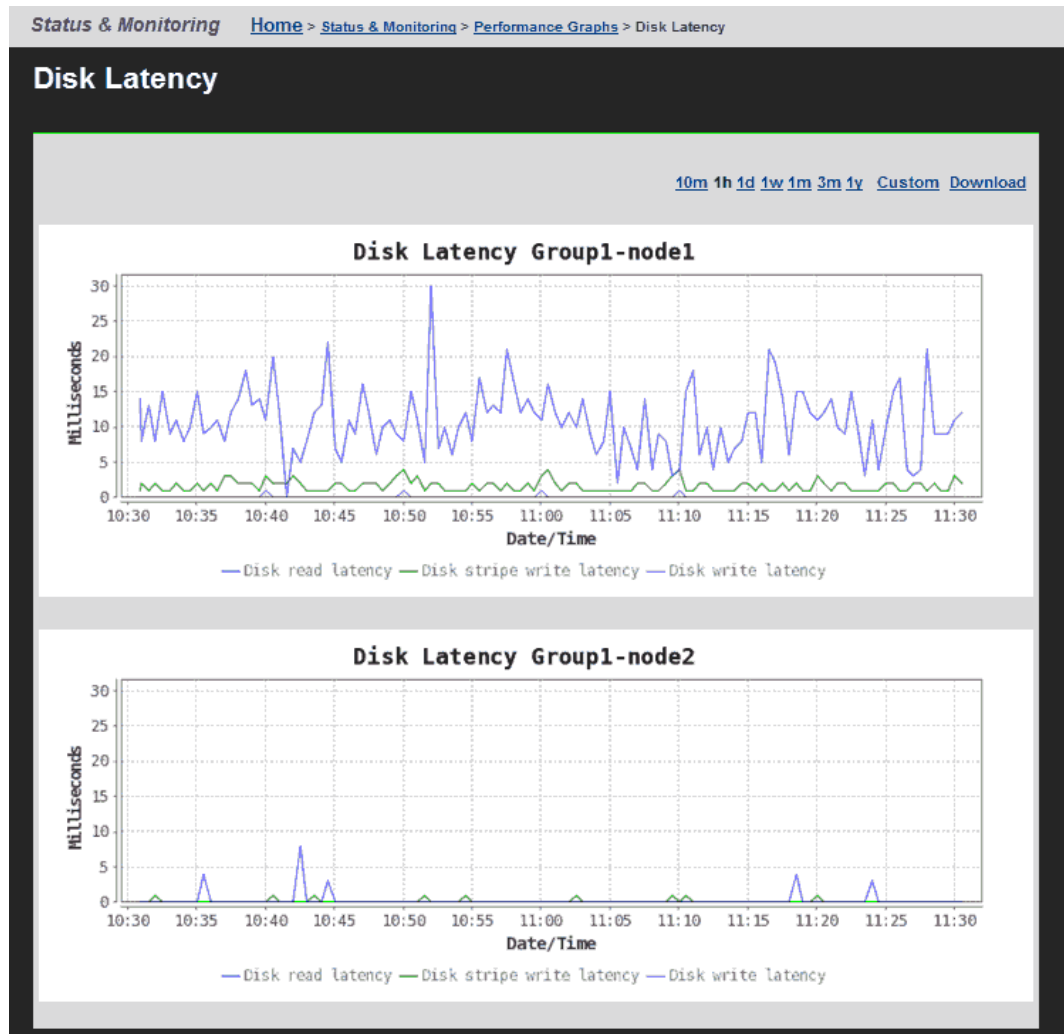 Status & Monitoring Home > Status & Monitoring > Performance Graphs > Disk Latency
Disk Latency
10m 1h 1d 1w 1m 3m 1y Custom Download
Disk Latency Group1-node1
Milliseconds
30
25
20
15
10
5
0
10:30 10:35 10:40 10:45 10:50 10:55 11:00 11:05 11:10 11:15 11:20 11:25 11:30
Date/Time
Disk read latency Disk stripe write latency Disk write latency
Disk Latency Group1-node2
Milliseconds
30
25
20
15
10
5
0
10:30 10:35 10:40 10:45 10:50 10:55 11:00 11:05 11:10 11:15 11:20 11:25 11:30
Date/Time
Disk read latency Disk stripe write latency Disk write latency